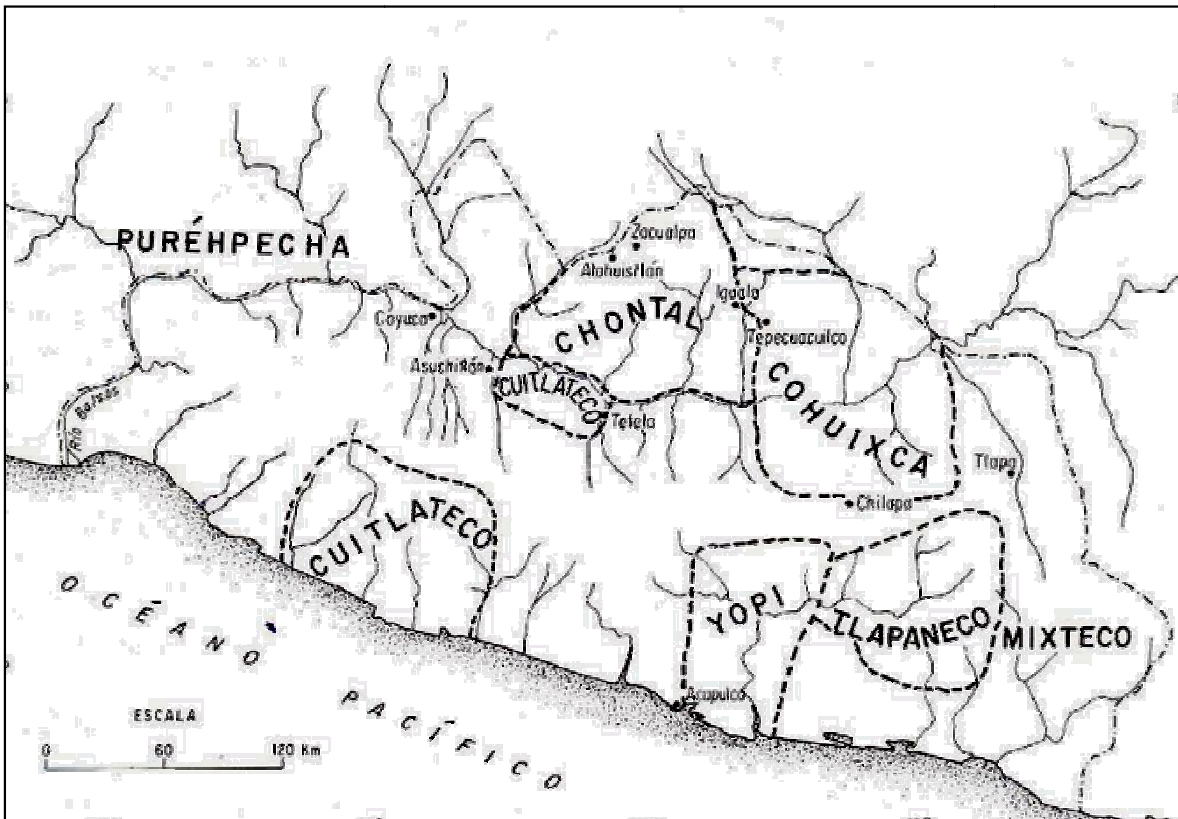 PURÉHPECHA
Zacualpa
Alahuistlán
Iguala
CHONTAL
Coyuca
Tepecuacuilco
Asuchitlán
CUITLATECO
COHUIXCA
Río Balsas
Tetela
Tlapa
Chilapa
CUITLATECO
YOPI
TLAPANECO
MIXTECO
Acapulco
OCÉANO
PACÍFICO
ESCALA
0 60 120 Km